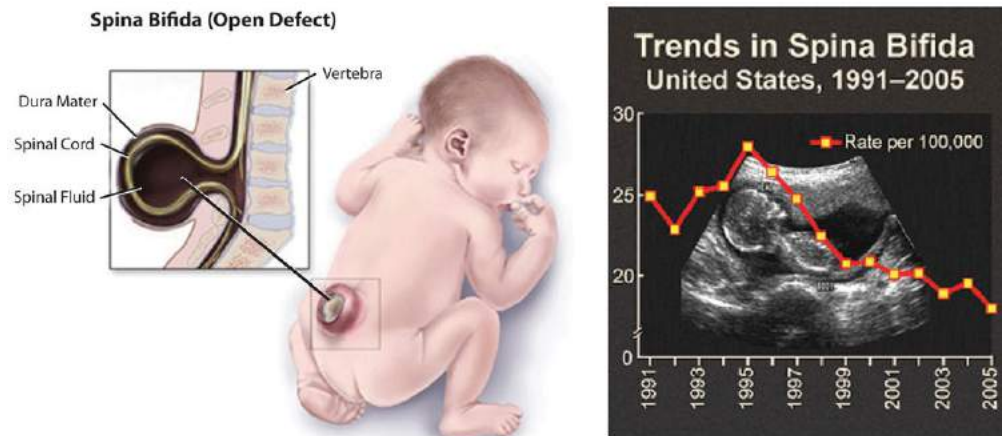 Spina Bifida (Open Defect)
Vertebra
Dura Mater
Spinal Cord
Spinal Fluid
Trends in Spina Bifida
United States, 1991–2005
Rate per 100,000
30
25
20
0
1991
1993
1995
1997
1999
2001
2003
2005